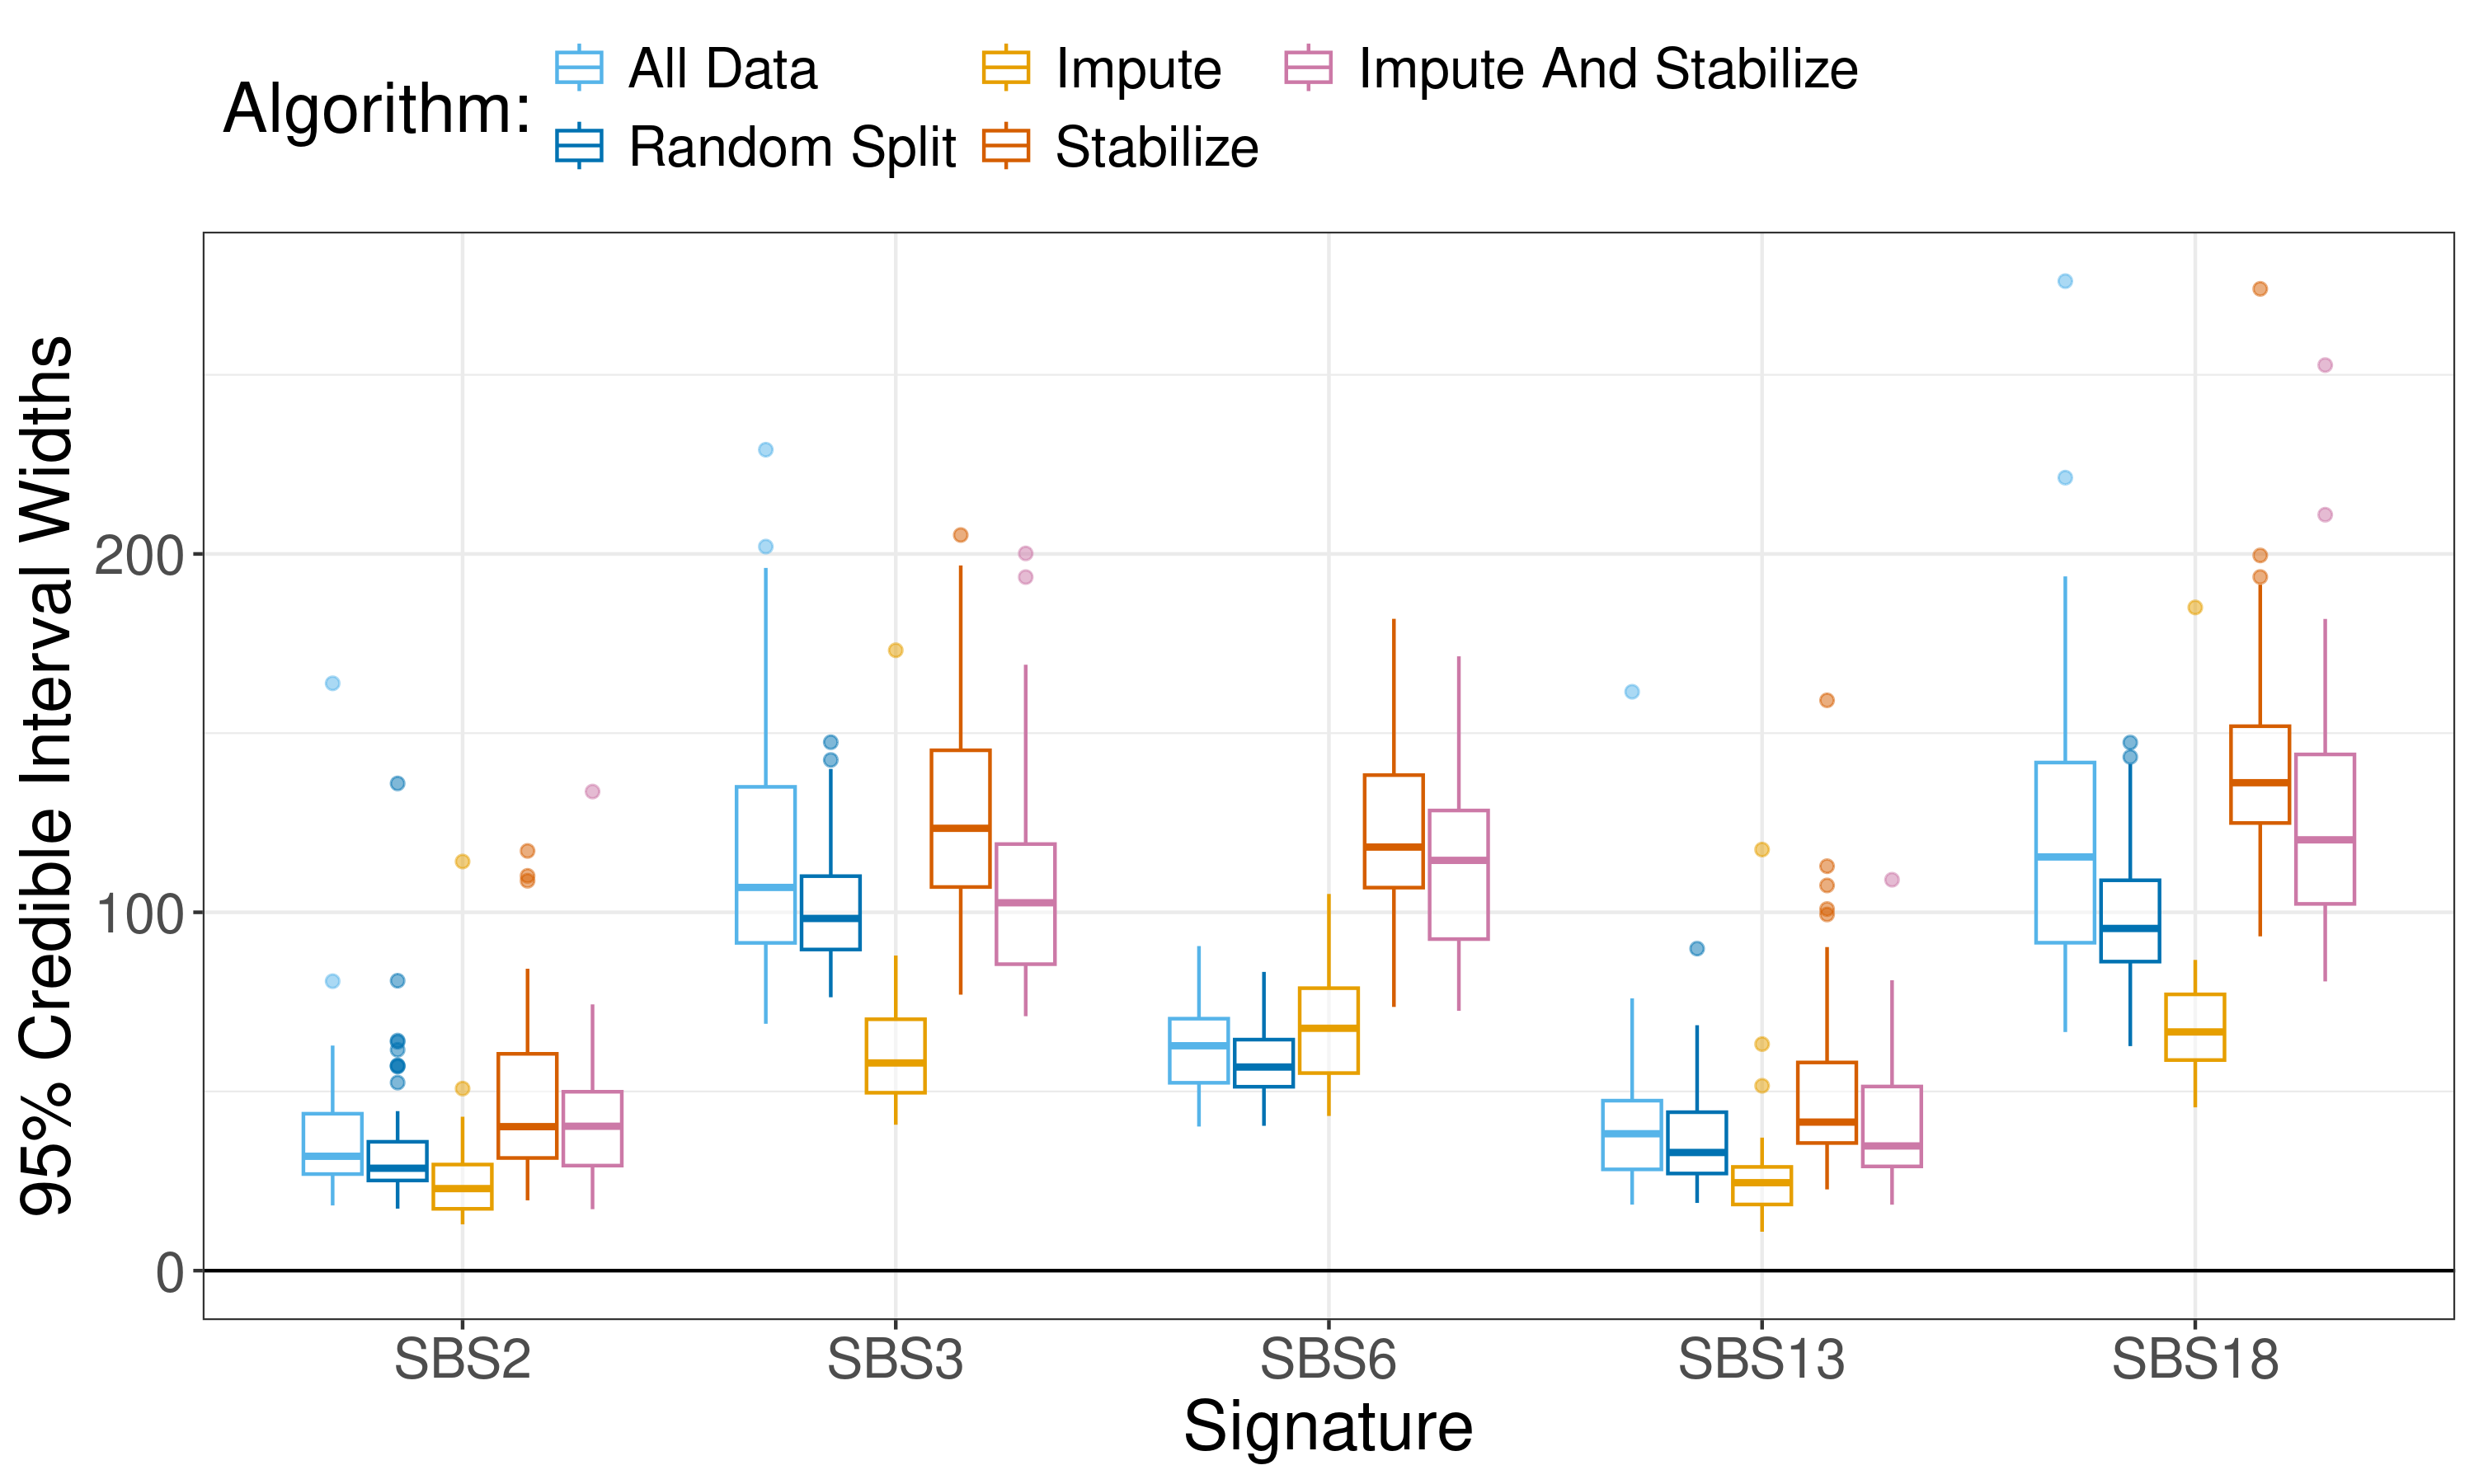 Algorithm:
All Data
Random Split
Impute
Stabilize
Impute And Stabilize
95% Credible Interval Widths
200
100
0
SBS2
SBS3
SBS6
SBS13
SBS18
Signature